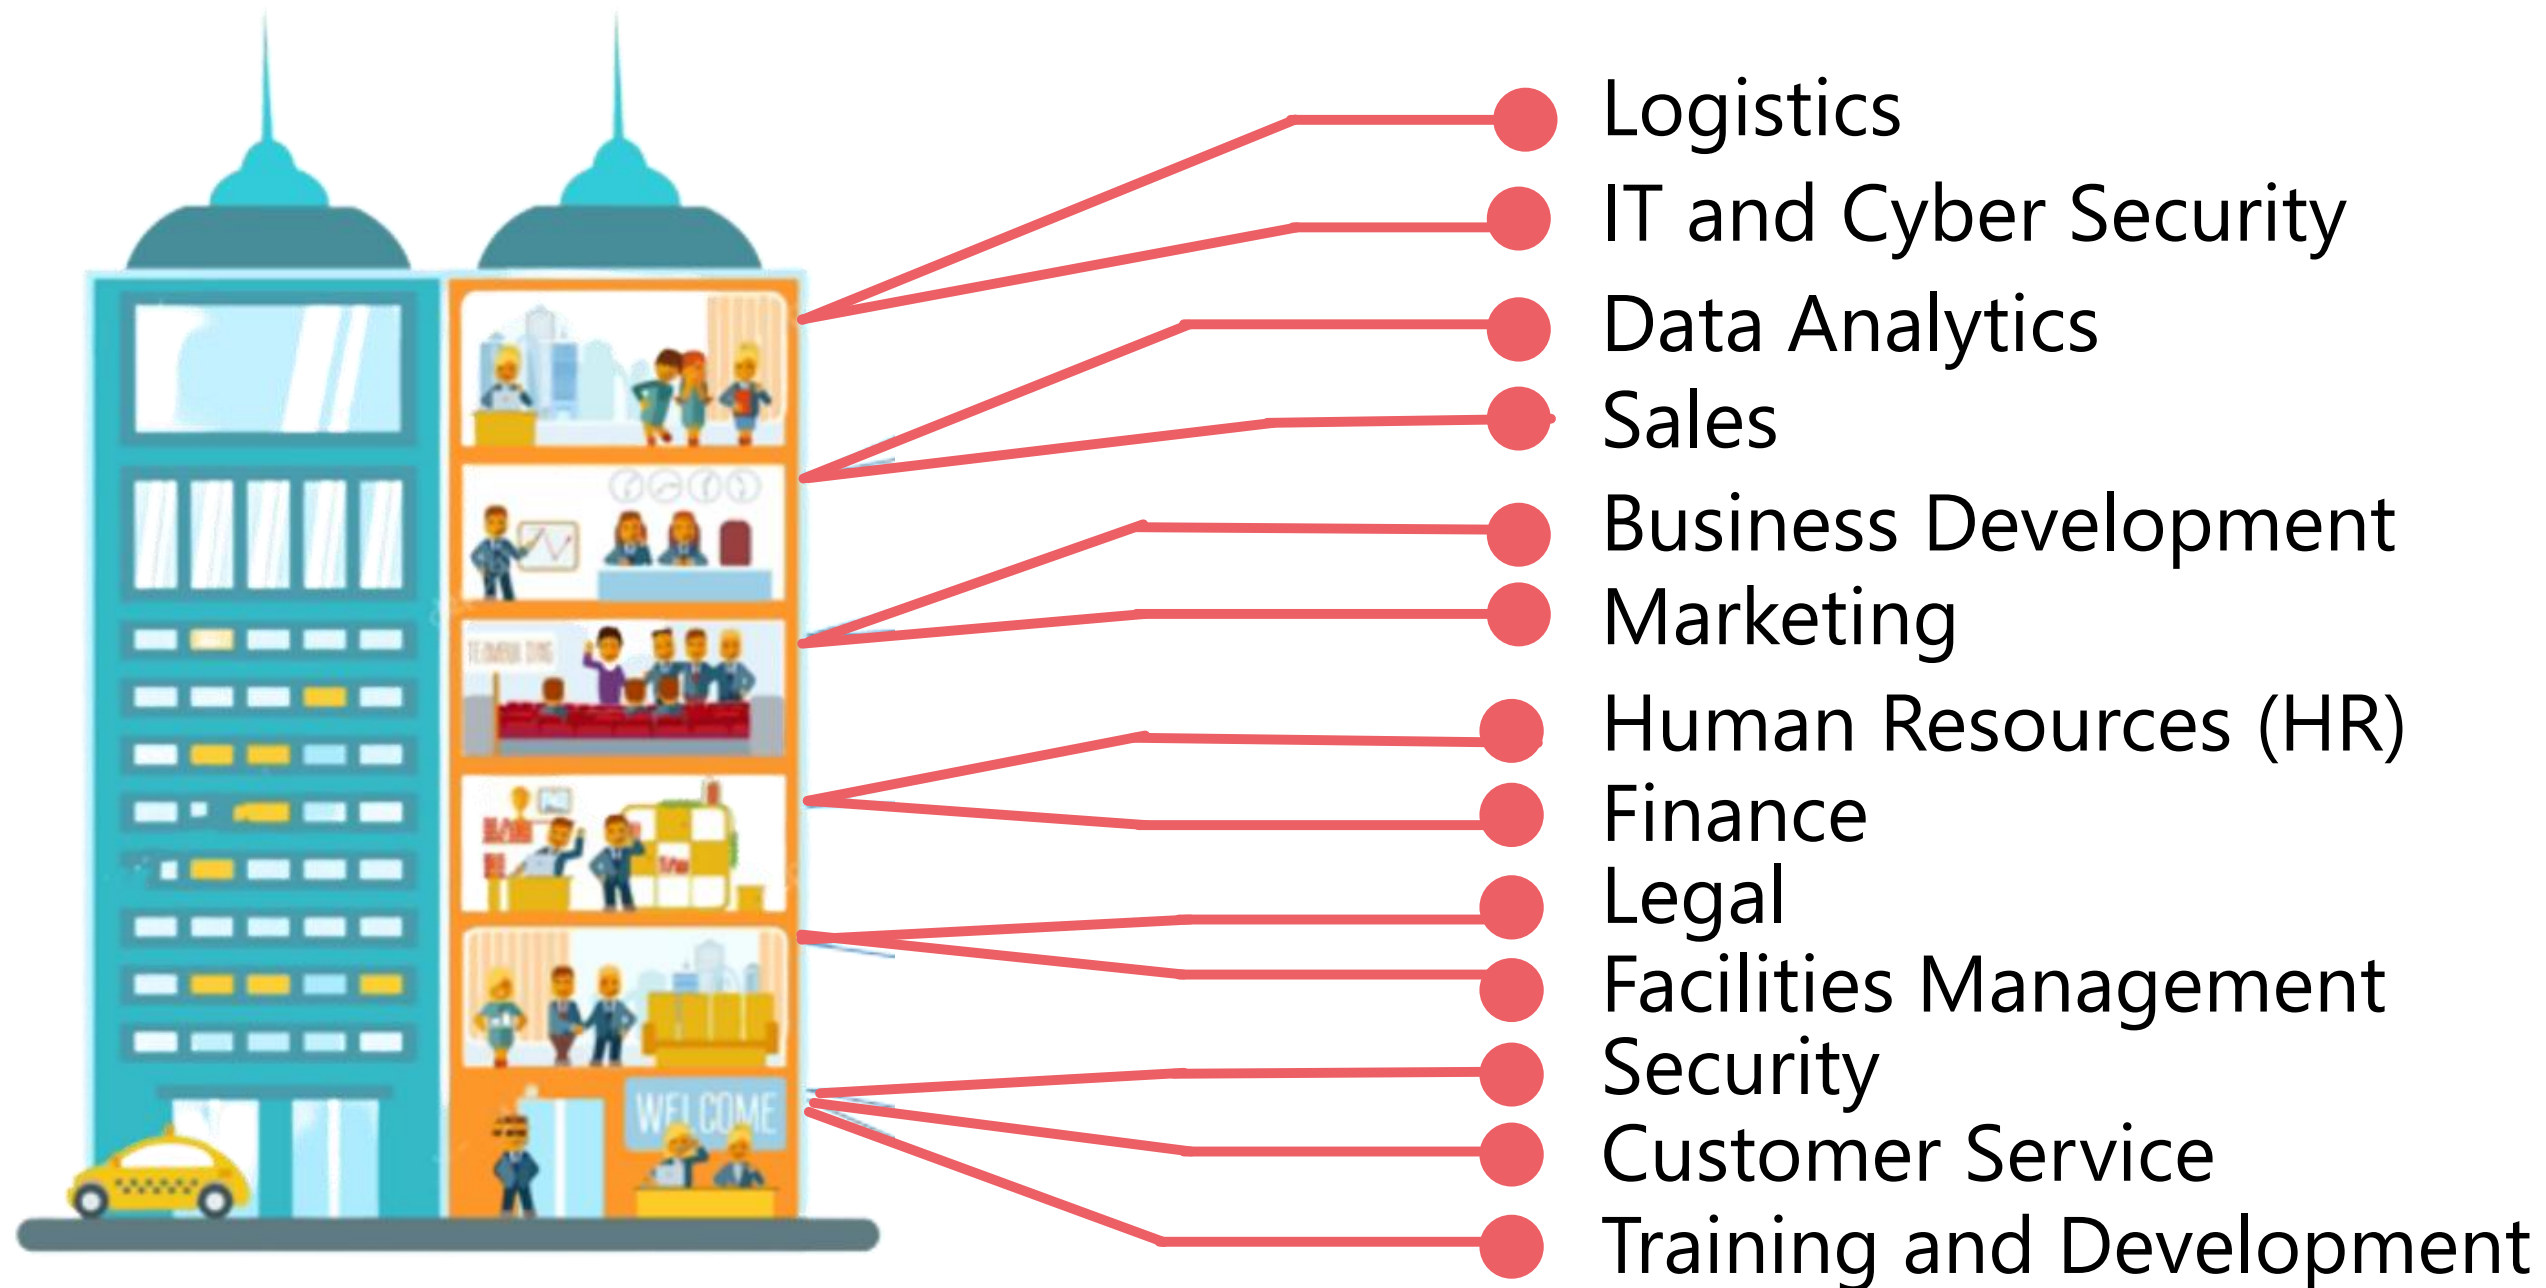 Logistics
IT and Cyber Security
Data Analytics
Sales
Business Development
Marketing
Human Resources (HR)
Finance
Legal
Facilities Management
Security
Customer Service
Training and Development
WELCOME